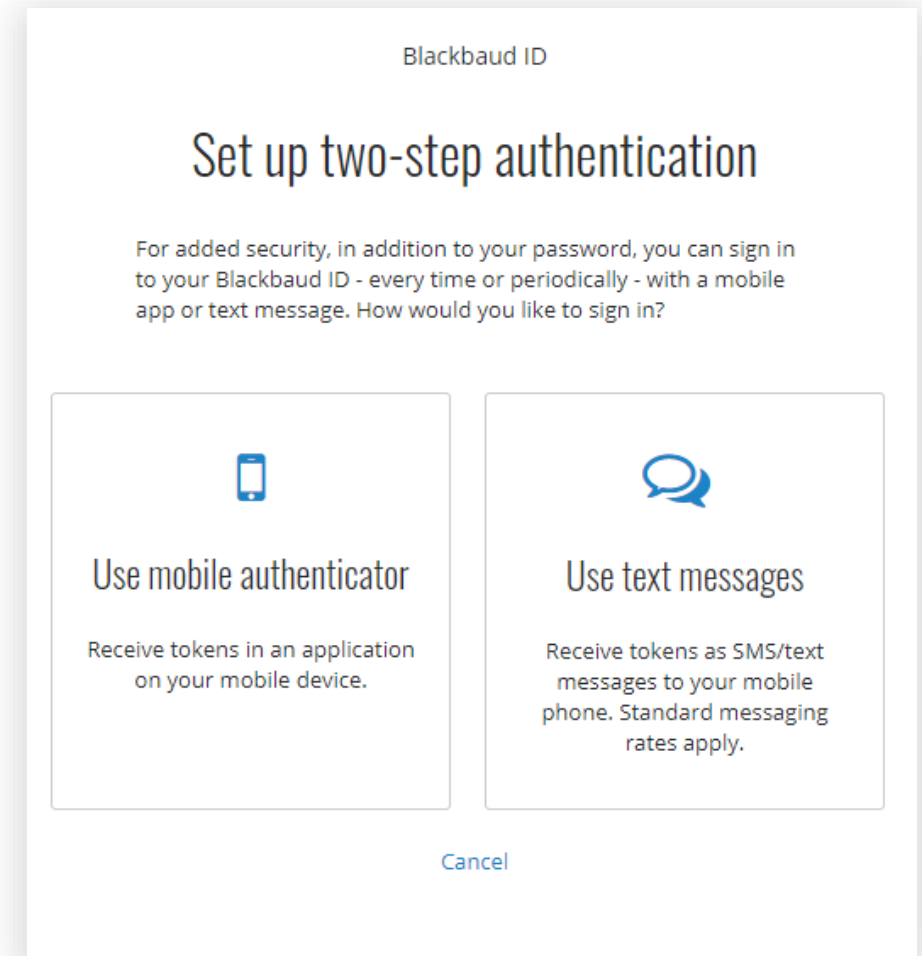 Blackbaud ID
Set up two-step authentication
For added security, in addition to your password, you can sign in
to your Blackbaud ID - every time or periodically - with a mobile
app or text message. How would you like to sign in?
Use mobile authenticator
Receive tokens in an application
on your mobile device.
Use text messages
Receive tokens as SMS/text
messages to your mobile
phone. Standard messaging
rates apply.
Cancel